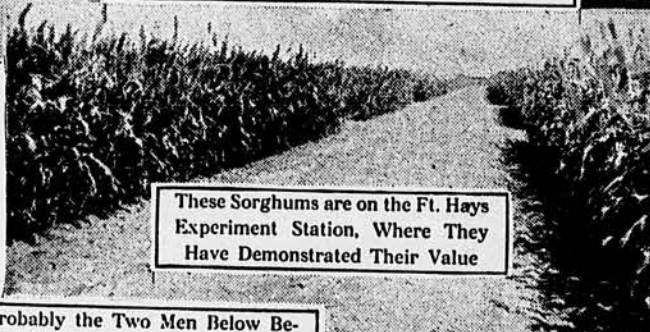 These Sorghums are on the Ft. Hays
Experiment Station, Where They
Have Demonstrated Their Value
robably the Two Men Below Be-